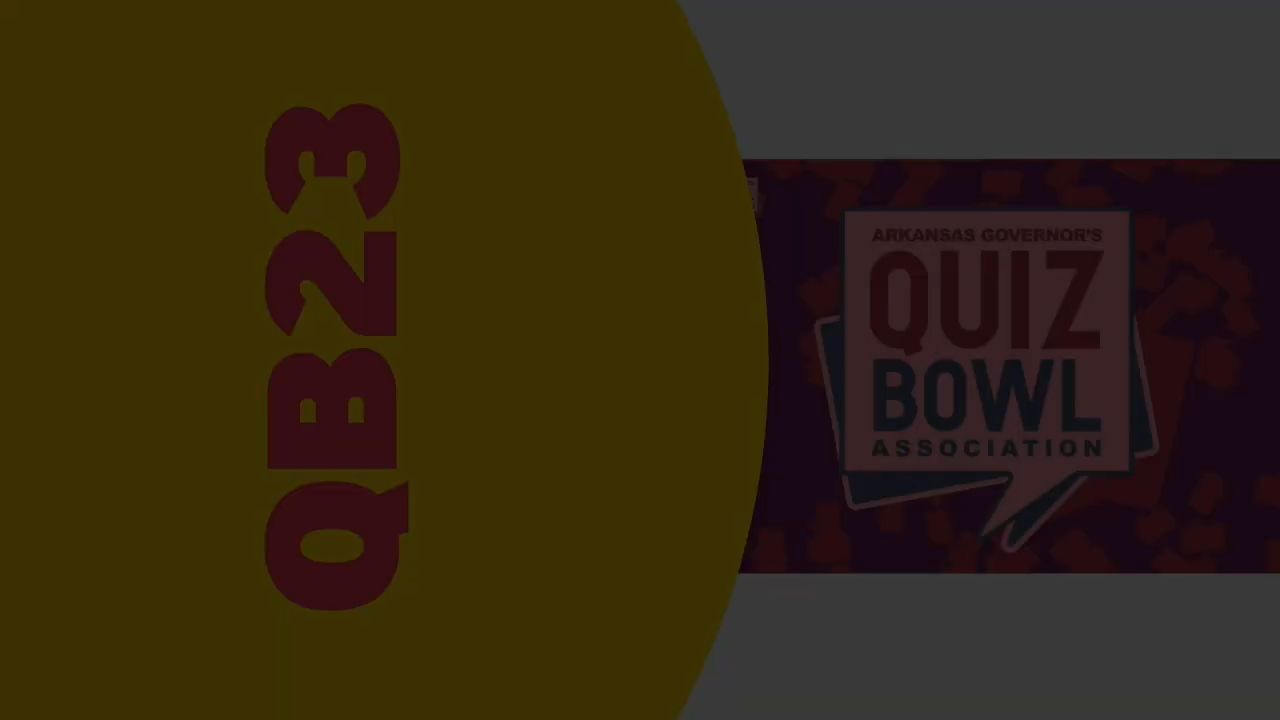 QB23
ARKANSAS GOVERNOR'S
QUIZ
BOWL
ASSOCIATION